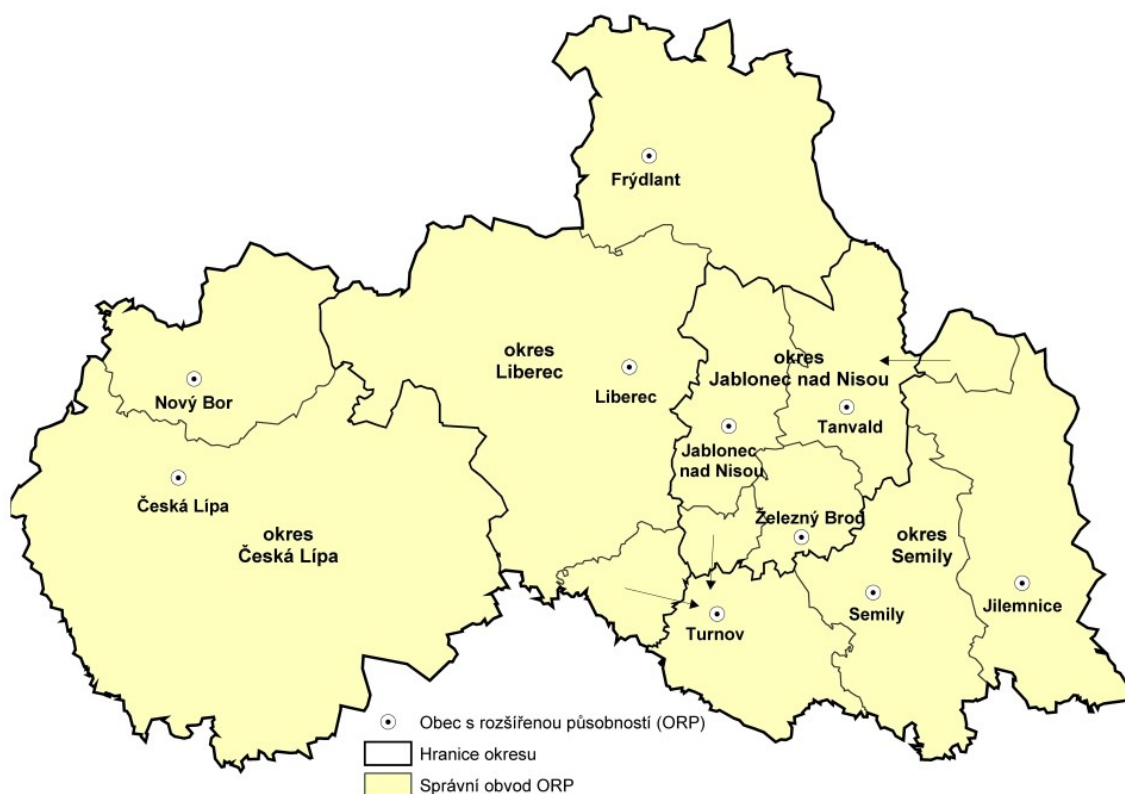 Frýdlant
okres
Liberec
Liberec
okres
Jablonec nad Nisou
Nový Bor
Tanvald
Jablonec
nad Nisou
Česká Lípa
okres
Česká Lípa
Železný Brod
okres
Semily
Semily
Jilemnice
Turnov
Obec s rozšířenou působností (ORP)
Hranice okresu
Správní obvod ORP